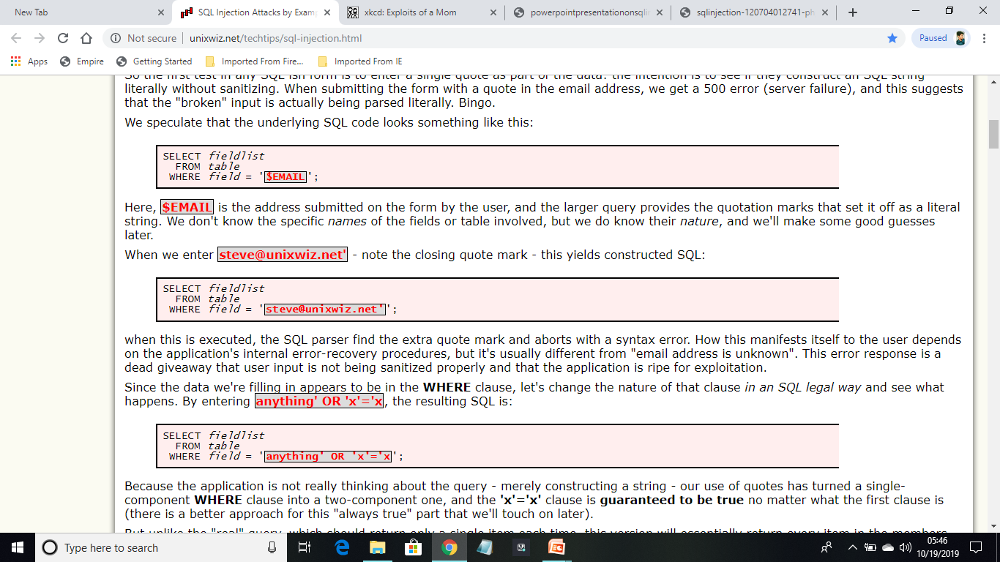 New Tab
SQL Injection Attacks by Examp
xkcd: Exploits of a Mom
powerpointpresentationonsqlin
sqlinjection-120704012741-ph
Not secure | unixwiz.net/techtips/sql-injection.html
Paused
Apps
Empire
Getting Started
Imported From Fire...
Imported From IE
So the first test in any SQL-ish form is to enter a single quote as part of the data: the intention is to see if they construct an SQL string
literally without sanitizing. When submitting the form with a quote in the email address, we get a 500 error (server failure), and this suggests
that the "broken" input is actually being parsed literally. Bingo.
We speculate that the underlying SQL code looks something like this:
SELECT fieldlist
FROM table
WHERE field = '$EMAIL';
Here, $EMAIL is the address submitted on the form by the user, and the larger query provides the quotation marks that set it off as a literal
string. We don't know the specific names of the fields or table involved, but we do know their nature, and we'll make some good guesses
later.
When we enter steve@unixwiz.net' - note the closing quote mark - this yields constructed SQL:
SELECT fieldlist
FROM table
WHERE field = 'steve@unixwiz.net'';
when this is executed, the SQL parser find the extra quote mark and aborts with a syntax error. How this manifests itself to the user depends
on the application's internal error-recovery procedures, but it's usually different from "email address is unknown". This error response is a
dead giveaway that user input is not being sanitized properly and that the application is ripe for exploitation.
Since the data we're filling in appears to be in the WHERE clause, let's change the nature of that clause in an SQL legal way and see what
happens. By entering anything' OR 'x'='x, the resulting SQL is:
SELECT fieldlist
FROM table
WHERE field = 'anything' OR 'x'='x';
Because the application is not really thinking about the query - merely constructing a string - our use of quotes has turned a single-
component WHERE clause into a two-component one, and the 'x'='x' clause is guaranteed to be true no matter what the first clause is
(there is a better approach for this "always true" part that we'll touch on later).
But unlike the "real" query, which should return only a single item each time, this version will essentially return every item in the members
Type here to search
05:46
10/19/2019